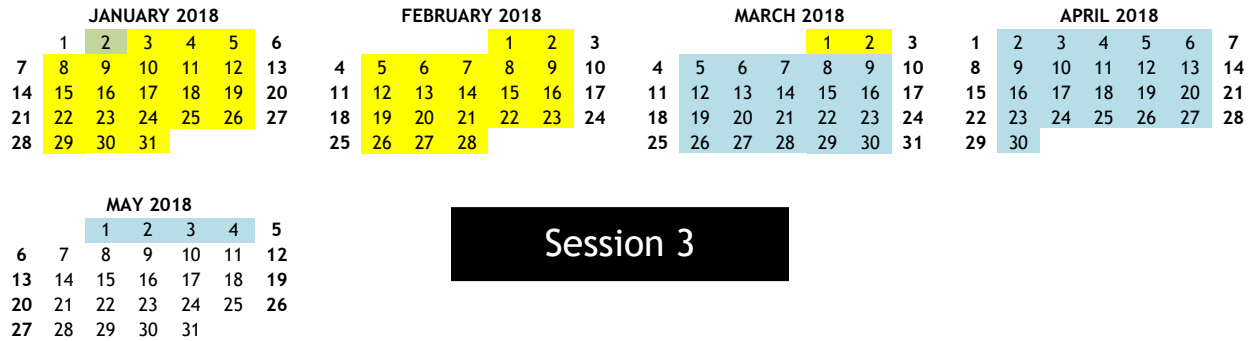 JANUARY 2018
1 2 3 4 5 6
7 8 9 10 11 12 13
14 15 16 17 18 19 20
21 22 23 24 25 26 27
28 29 30 31
FEBRUARY 2018
1 2 3
4 5 6 7 8 9 10
11 12 13 14 15 16 17
18 19 20 21 22 23 24
25 26 27 28
MARCH 2018
1 2 3
4 5 6 7 8 9 10
11 12 13 14 15 16 17
18 19 20 21 22 23 24
25 26 27 28 29 30 31
APRIL 2018
1 2 3 4 5 6 7
8 9 10 11 12 13 14
15 16 17 18 19 20 21
22 23 24 25 26 27 28
29 30
MAY 2018
1 2 3 4 5
6 7 8 9 10 11 12
13 14 15 16 17 18 19
20 21 22 23 24 25 26
27 28 29 30 31
Session 3